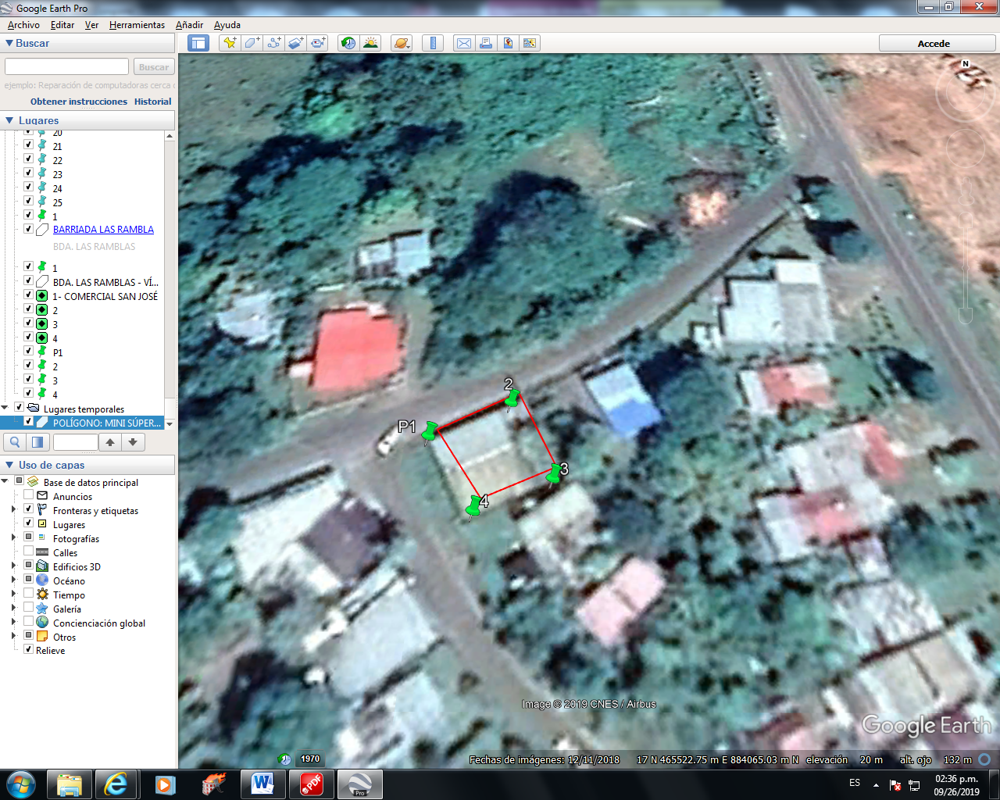 Google Earth Pro
Archivo Editar Ver Herramientas Añadir Ayuda
Buscar
Accede
Buscar
ejemplo: Reparación de computadoras cerca d
Obtener instrucciones Historial
Lugares
20
21
22
23
24
25
1
BARRIADA LAS RAMBLA
BDA. LAS RAMBLAS
1
BDA. LAS RAMBLAS - VÍ...
1- COMERCIAL SAN JOSÉ
2
3
4
P1
2
3
4
Lugares temporales
POLÍGONO: MINI SÚPER...
Uso de capas
Base de datos principal
Anuncios
Fronteras y etiquetas
Lugares
Fotografías
Calles
Edificios 3D
Océano
Tiempo
Galería
Concienciación global
Otros
Relieve
N
2
P1
3
4
Image © 2019 CNES / Airbus
Google Earth
1970
Fechas de imágenes: 12/11/2018 17 N 465522.75 m E 884065.03 m N elevación 20 m alt. ojo 132 m
PDF
Pro
ES
02:36 p.m.
09/26/2019